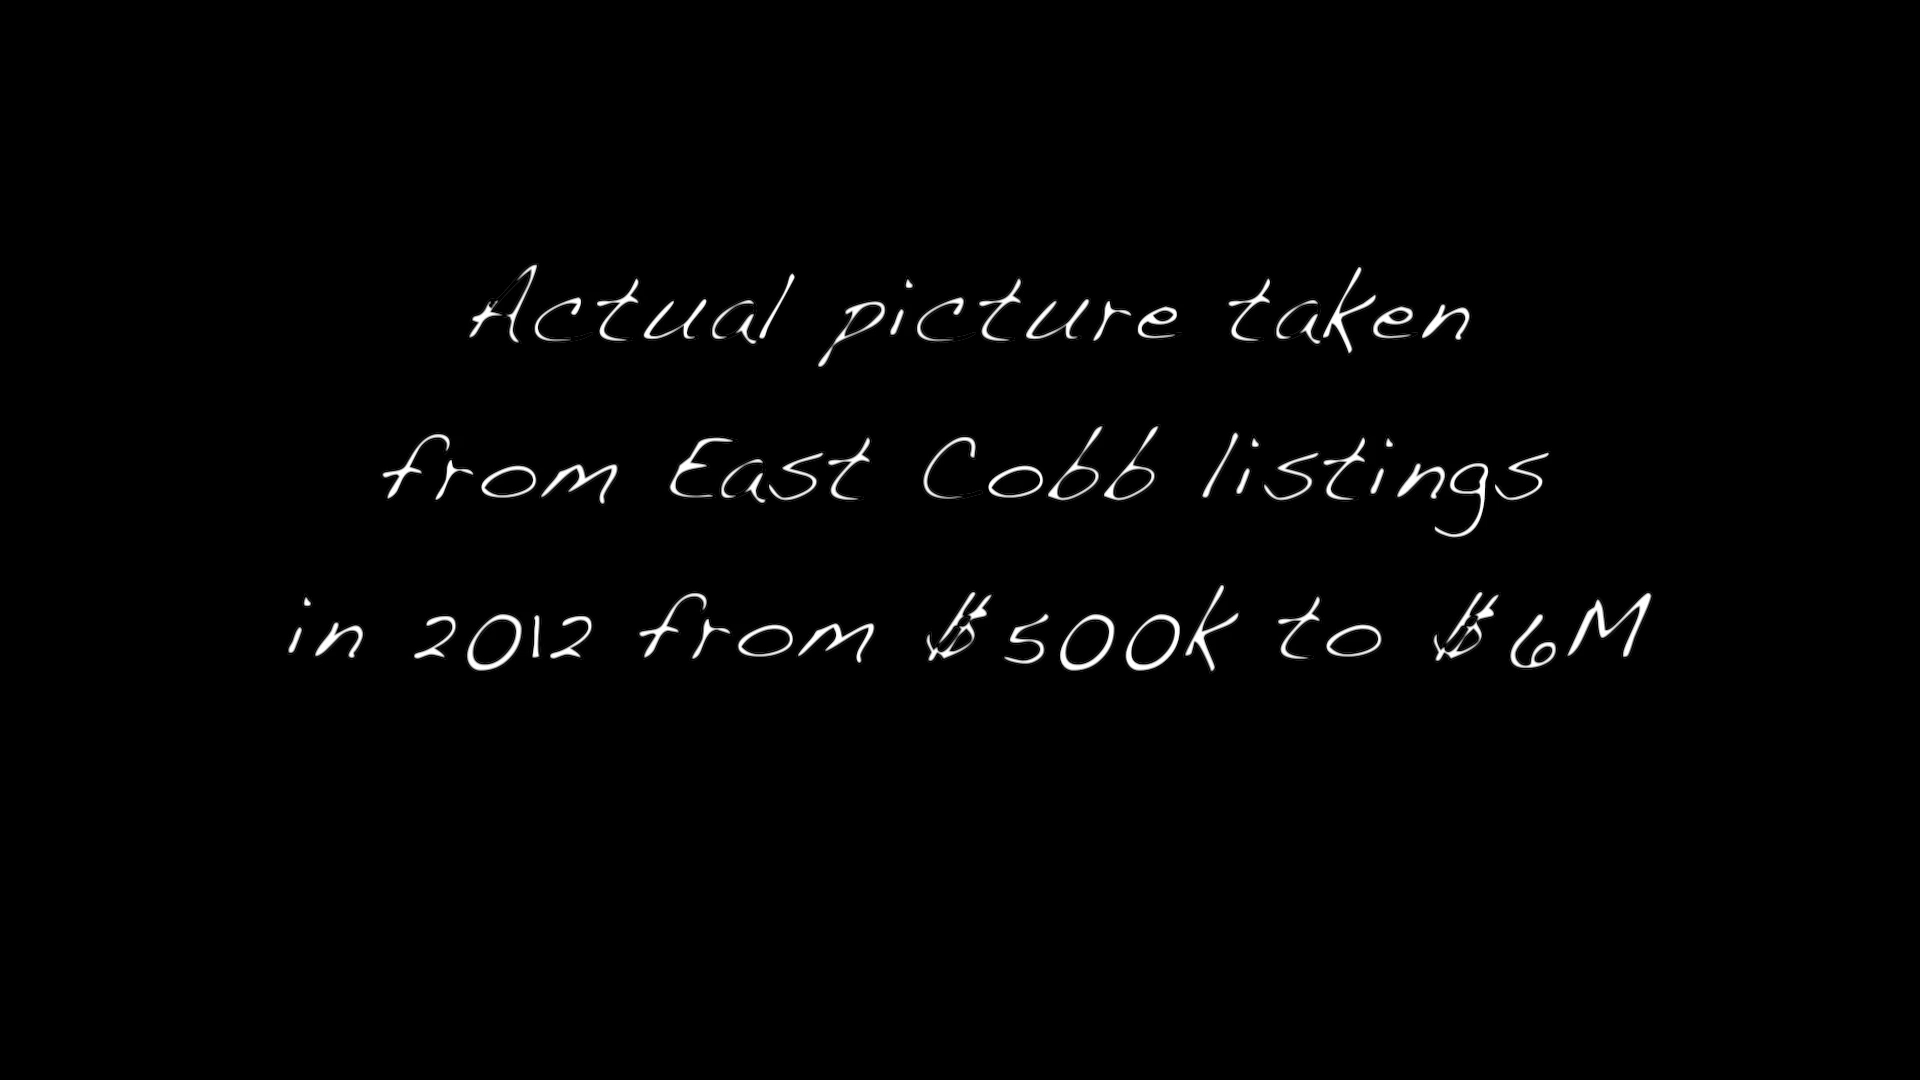 Actual picture taken
from East Cobb listings
in 2012 from $500K to $6M